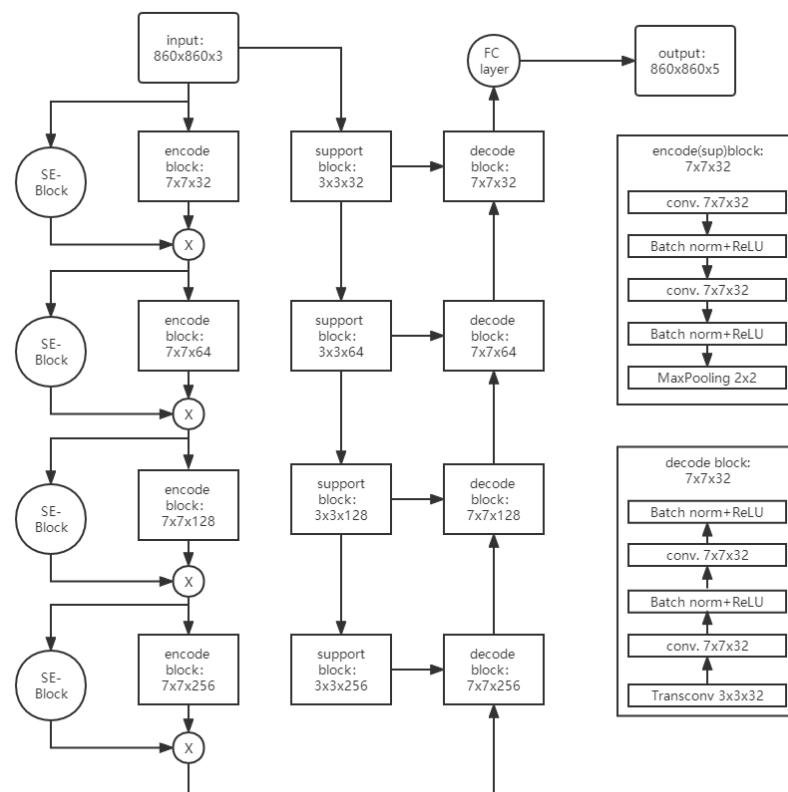 input:
860x860x3
FC
layer
output:
860x860x5
SE-
Block
encode
block:
7x7x32
support
block:
3x3x32
decode
block:
7x7x32
X
SE-
Block
encode
block:
7x7x64
support
block:
3x3x64
decode
block:
7x7x64
X
SE-
Block
encode
block:
7x7x128
support
block:
3x3x128
decode
block:
7x7x128
X
SE-
Block
encode
block:
7x7x256
support
block:
3x3x256
decode
block:
7x7x256
X
encode(sup)block:
7x7x32
conv. 7x7x32
Batch norm+ReLU
conv. 7x7x32
Batch norm+ReLU
MaxPooling 2x2
decode block:
7x7x32
Batch norm+ReLU
conv. 7x7x32
Batch norm+ReLU
conv. 7x7x32
Transconv 3x3x32